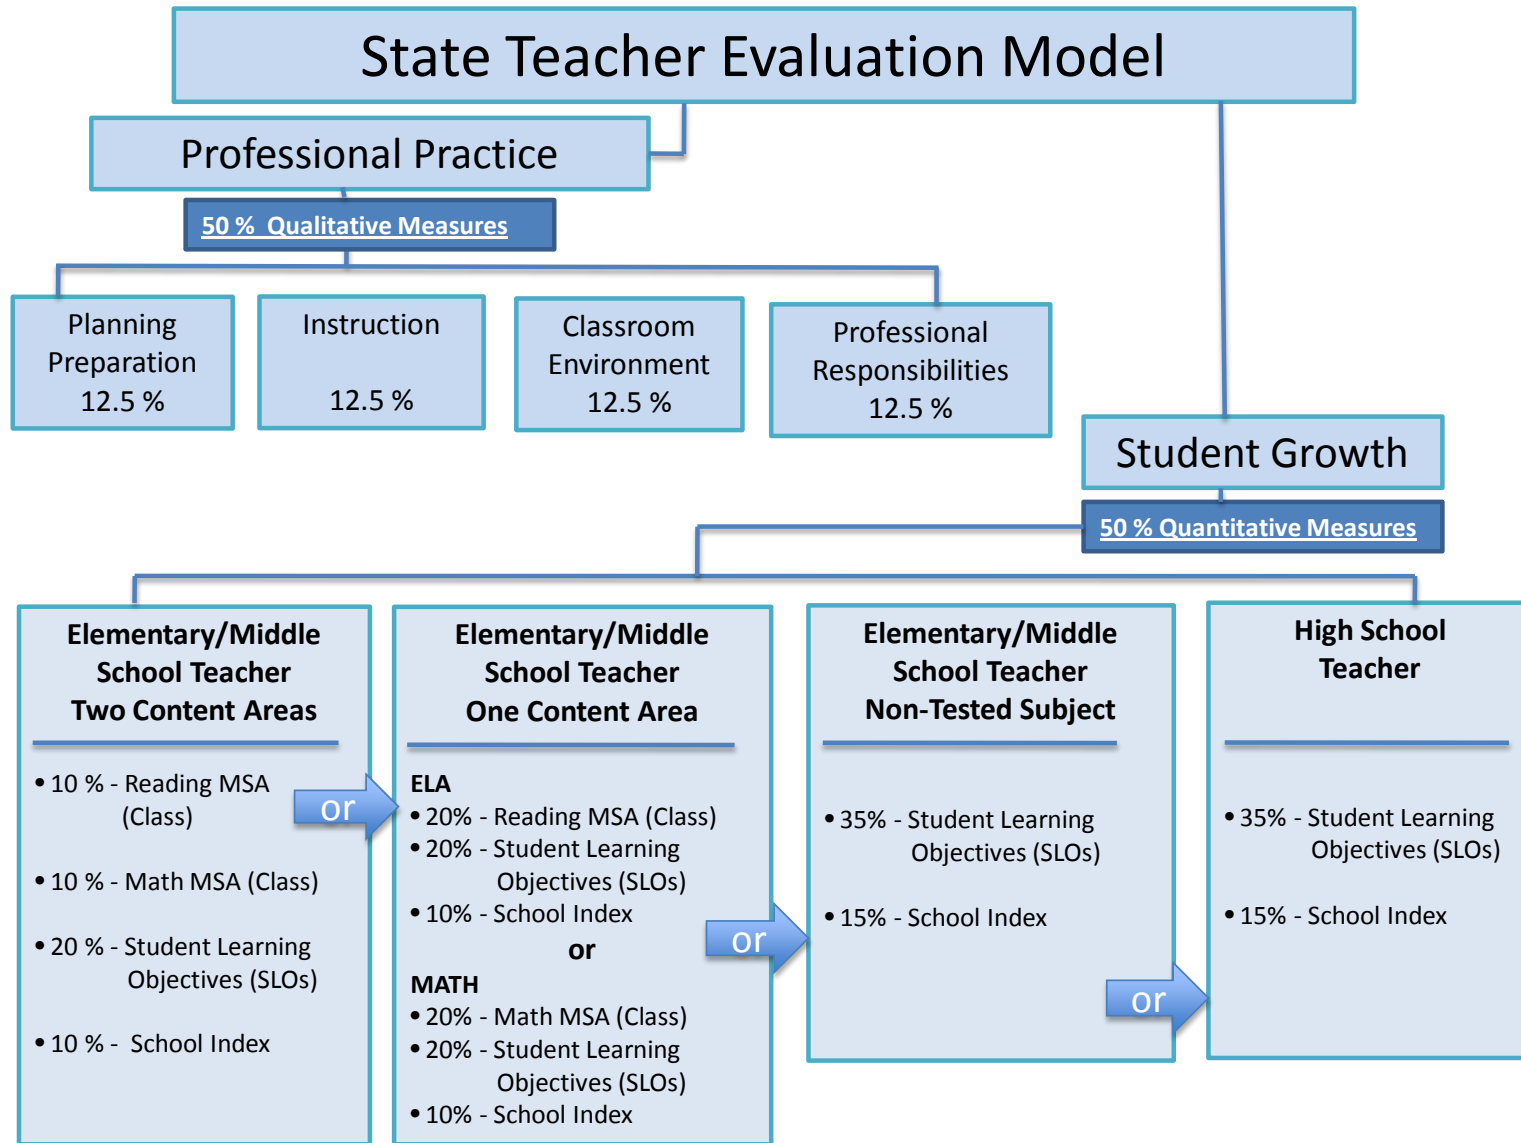 State Teacher Evaluation Model
Professional Practice
50 %  Qualitative Measures
Planning
Preparation
12.5 %
Instruction
12.5 %
Classroom
Environment
12.5 %
Professional
Responsibilities
12.5 %
Student Growth
50 % Quantitative Measures
Elementary/Middle
School Teacher
Two Content Areas
• 10 % - Reading MSA
(Class)
• 10 % - Math MSA (Class)
• 20 % - Student Learning
Objectives (SLOs)
• 10 % -  School Index
or
Elementary/Middle
School Teacher
One Content Area
ELA
• 20% - Reading MSA (Class)
• 20% - Student Learning
Objectives (SLOs)
• 10% - School Index
or
MATH
• 20% - Math MSA (Class)
• 20% - Student Learning
Objectives (SLOs)
• 10% - School Index
or
Elementary/Middle
School Teacher
Non-Tested Subject
• 35% - Student Learning
Objectives (SLOs)
• 15% - School Index
or
High School
Teacher
• 35% - Student Learning
Objectives (SLOs)
• 15% - School Index